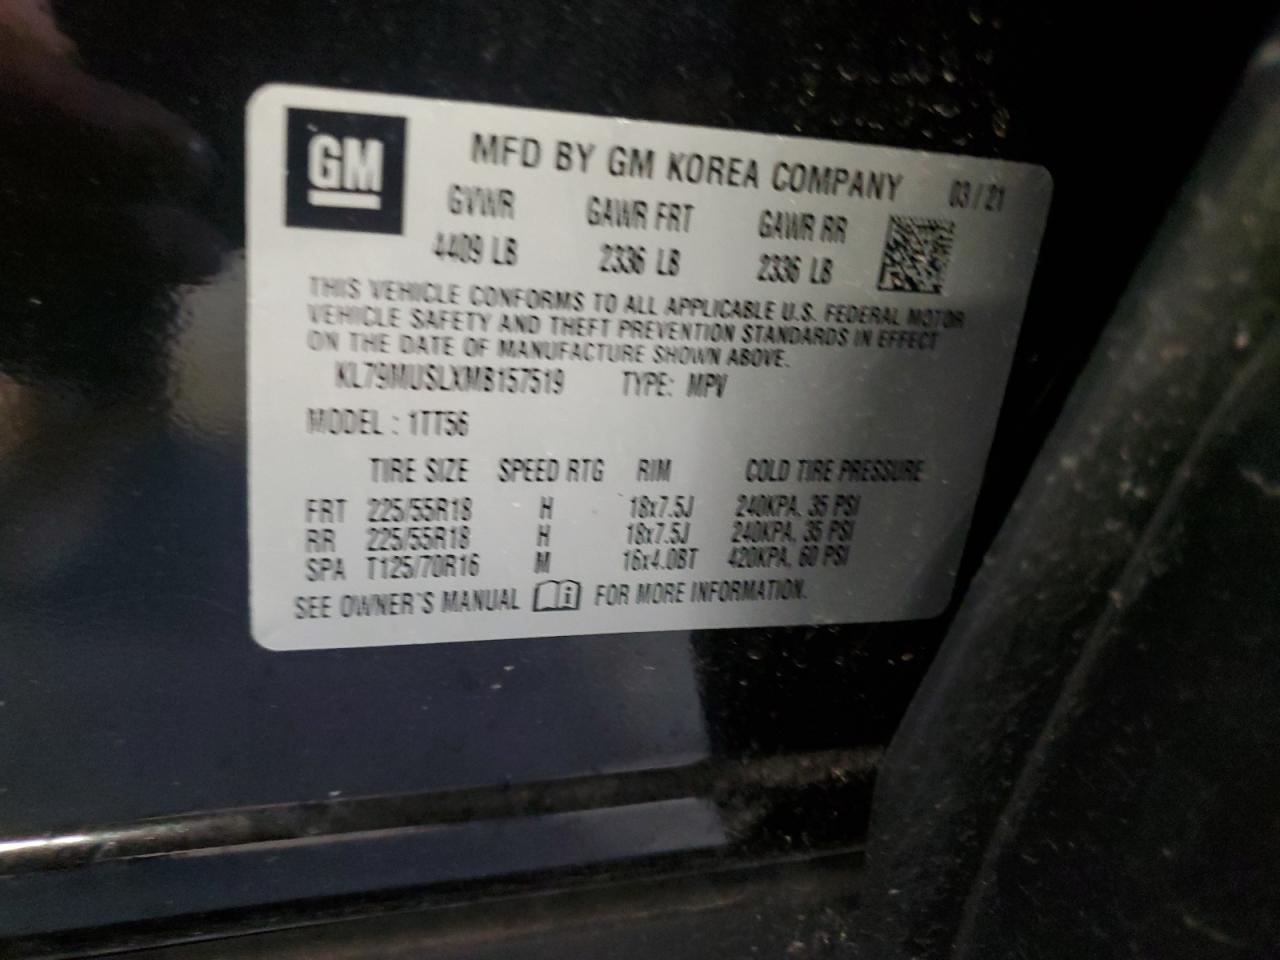 GM
MFD BY GM KOREA COMPANY 03/21
GVWR GAWR FRT GAWR RR
4409 LB 2336 LB 2336 LB
THIS VEHICLE CONFORMS TO ALL APPLICABLE U.S. FEDERAL MOTOR
VEHICLE SAFETY AND THEFT PREVENTION STANDARDS IN EFFECT
ON THE DATE OF MANUFACTURE SHOWN ABOVE.
KL79MUSLXMB157519 TYPE: MPV
MODEL : 1TT56
TIRE SIZE SPEED RTG RIM COLD TIRE PRESSURE
FRT 225/55R18 H 18x7.5J 240KPA, 35 PSI
RR 225/55R18 H 18x7.5J 240KPA, 35 PSI
SPA T125/70R16 M 16x4.0BT 420KPA, 60 PSI
SEE OWNER'S MANUAL i FOR MORE INFORMATION.